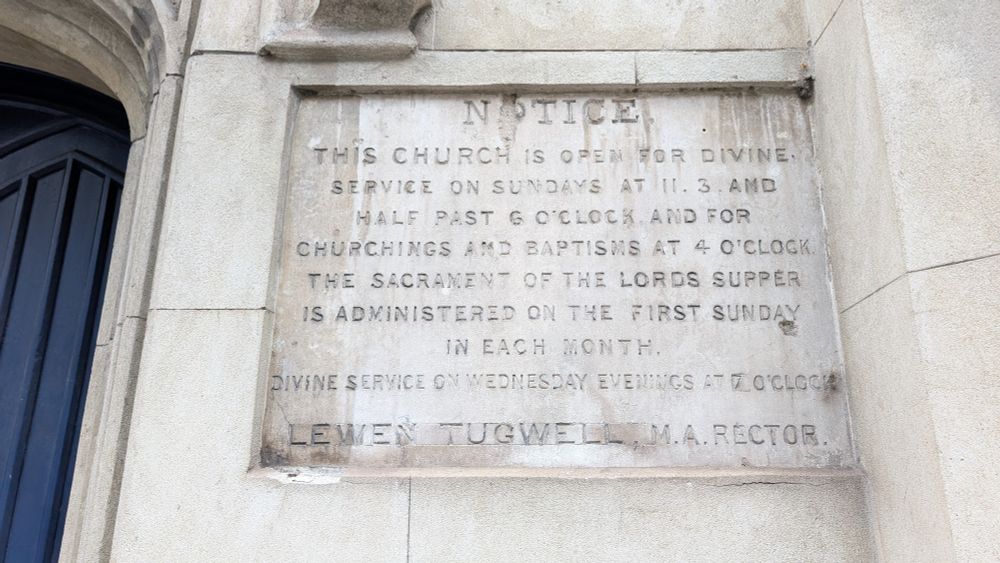 NOTICE.
THIS CHURCH IS OPEN FOR DIVINE.
SERVICE ON SUNDAYS AT 11. 3. AND
HALF PAST 6 O'CLOCK. AND FOR
CHURCHINGS AND BAPTISMS AT 4 O'CLOCK.
THE SACRAMENT OF THE LORDS SUPPER
IS ADMINISTERED ON THE FIRST SUNDAY
IN EACH MONTH.
DIVINE SERVICE ON WEDNESDAY EVENINGS AT 7 O'CLOCK
LEWEN TUGWELL, M.A. RECTOR.